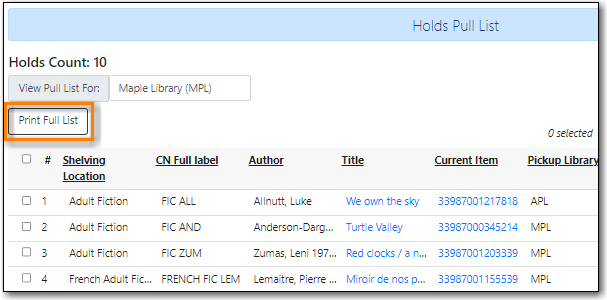 Holds Pull List
Holds Count: 10
View Pull List For: Maple Library (MPL)
Print Full List
0 selected
# Shelving Location CN Full label Author Title Current Item Pickup Library
1 Adult Fiction FIC ALL Allnutt, Luke We own the sky 33987001217818 APL
2 Adult Fiction FIC AND Anderson-Darg... Turtle Valley 33987000345214 MPL
3 Adult Fiction FIC ZUM Zumas, Leni 197... Red clocks / a n... 33987001203339 MPL
4 French Adult Fic... FRENCH FIC LEM Lemaitre, Pierre ... Miroir de nos p... 33987001155539 MPL